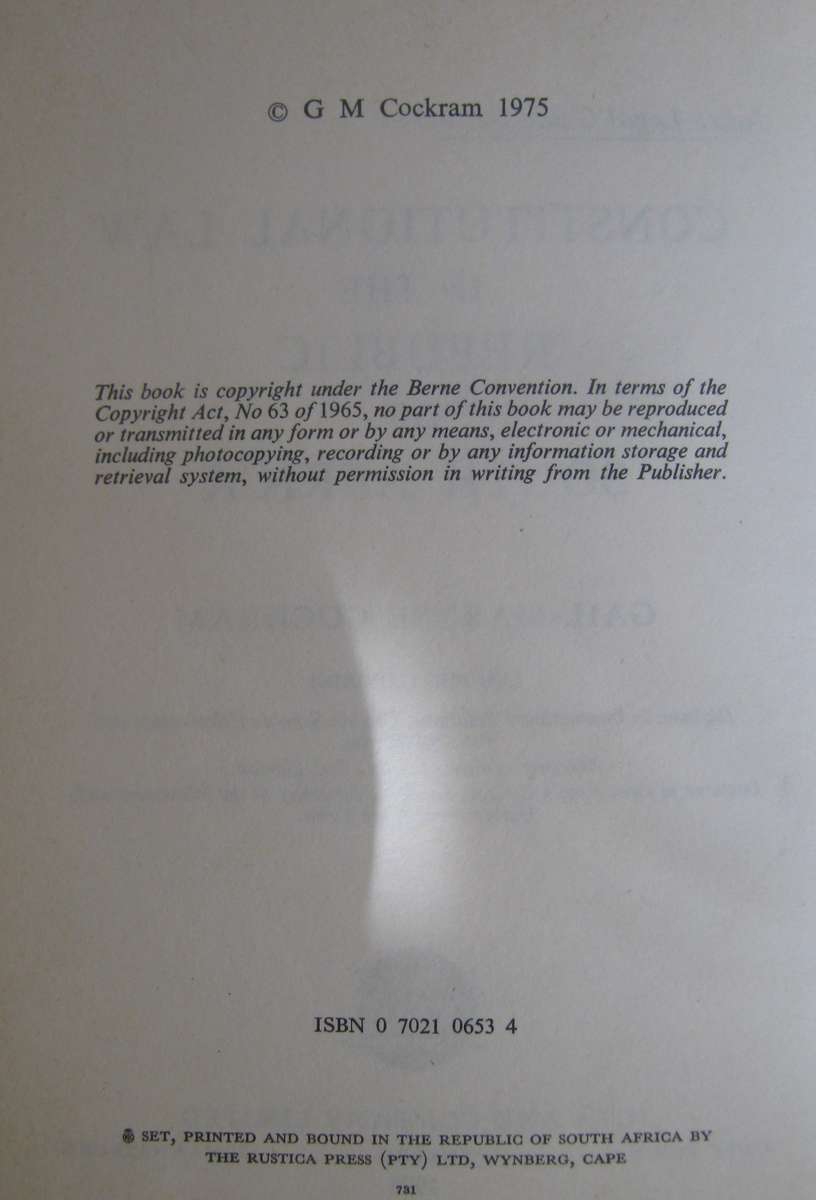 © G M Cockram 1975
This book is copyright under the Berne Convention. In terms of the
Copyright Act, No 63 of 1965, no part of this book may be reproduced
or transmitted in any form or by any means, electronic or mechanical,
including photocopying, recording or by any information storage and
retrieval system, without permission in writing from the Publisher.
ISBN 0 7021 0653 4
SET, PRINTED AND BOUND IN THE REPUBLIC OF SOUTH AFRICA BY
THE RUSTICA PRESS (PTY) LTD, WYNBERG, CAPE
731